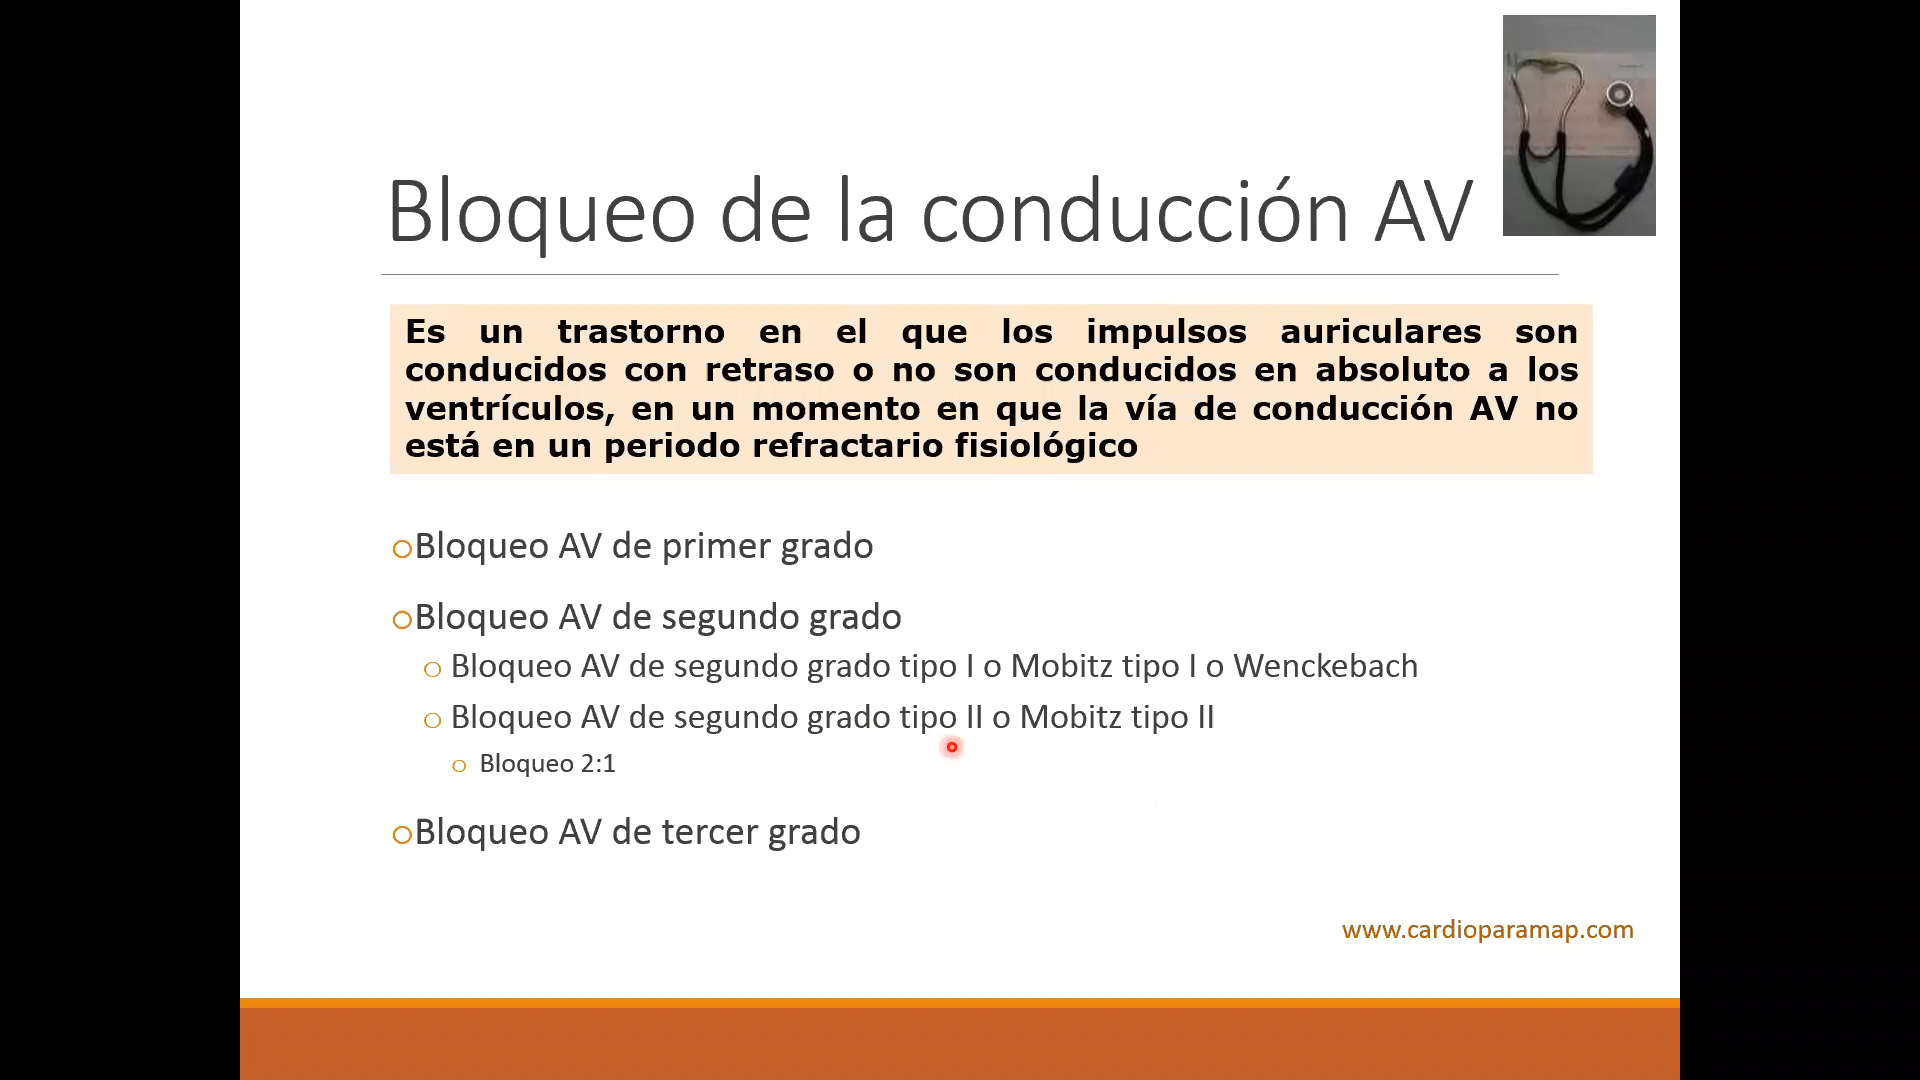 Bloqueo de la conducción AV
Es un trastorno en el que los impulsos auriculares son
conducidos con retraso o no son conducidos en absoluto a los
ventrículos, en un momento en que la vía de conducción AV no
está en un periodo refractario fisiológico
Bloqueo AV de primer grado
Bloqueo AV de segundo grado
Bloqueo AV de segundo grado tipo I o Mobitz tipo I o Wenckebach
Bloqueo AV de segundo grado tipo II o Mobitz tipo II
Bloqueo 2:1
Bloqueo AV de tercer grado
www.cardioparamap.com